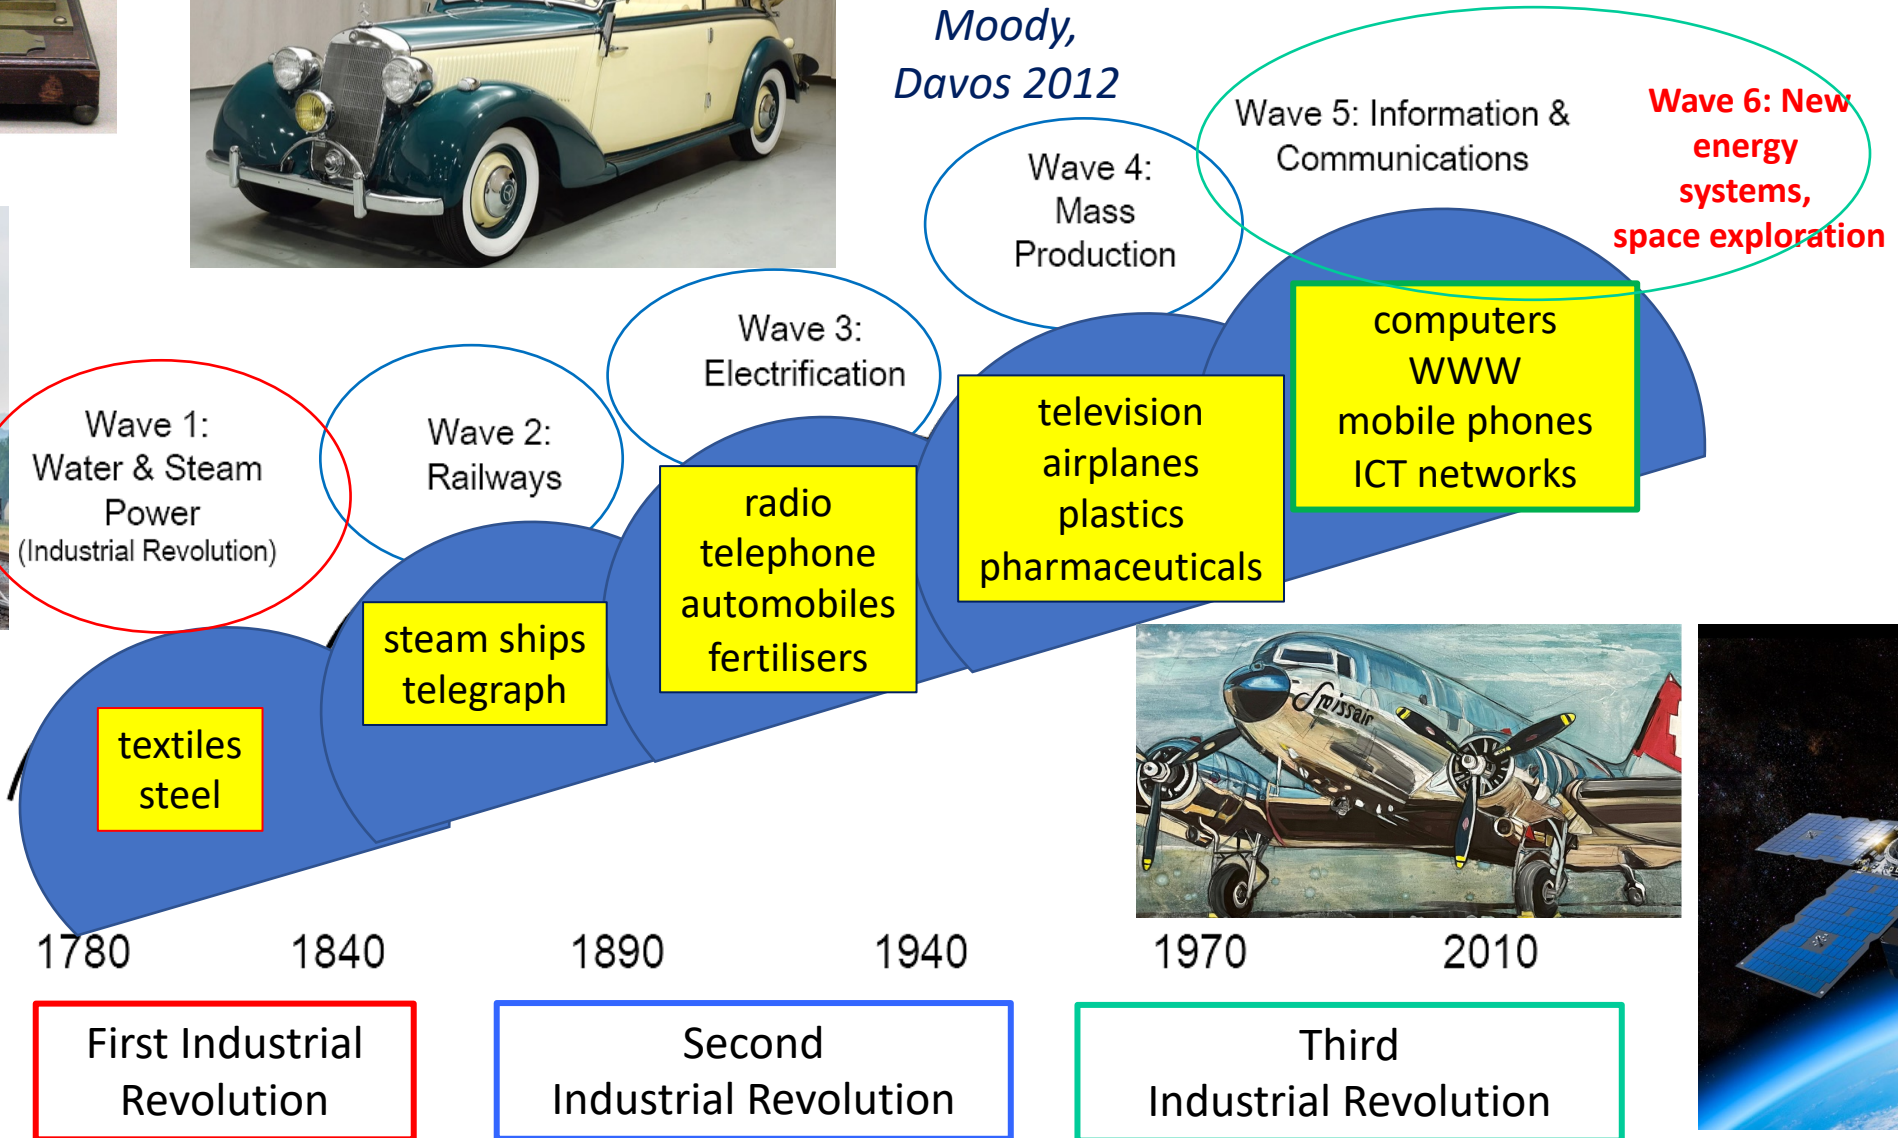 Moody,
Davos 2012
Wave 1:
Water & Steam
Power
(Industrial Revolution)
Wave 2:
Railways
Wave 3:
Electrification
Wave 4:
Mass
Production
Wave 5: Information &
Communications
Wave 6: New
energy
systems,
space exploration
textiles
steel
steam ships
telegraph
radio
telephone
automobiles
fertilisers
television
airplanes
plastics
pharmaceuticals
computers
WWW
mobile phones
ICT networks
Swissair
1780 1840 1890 1940 1970 2010
First Industrial
Revolution
Second
Industrial Revolution
Third
Industrial Revolution